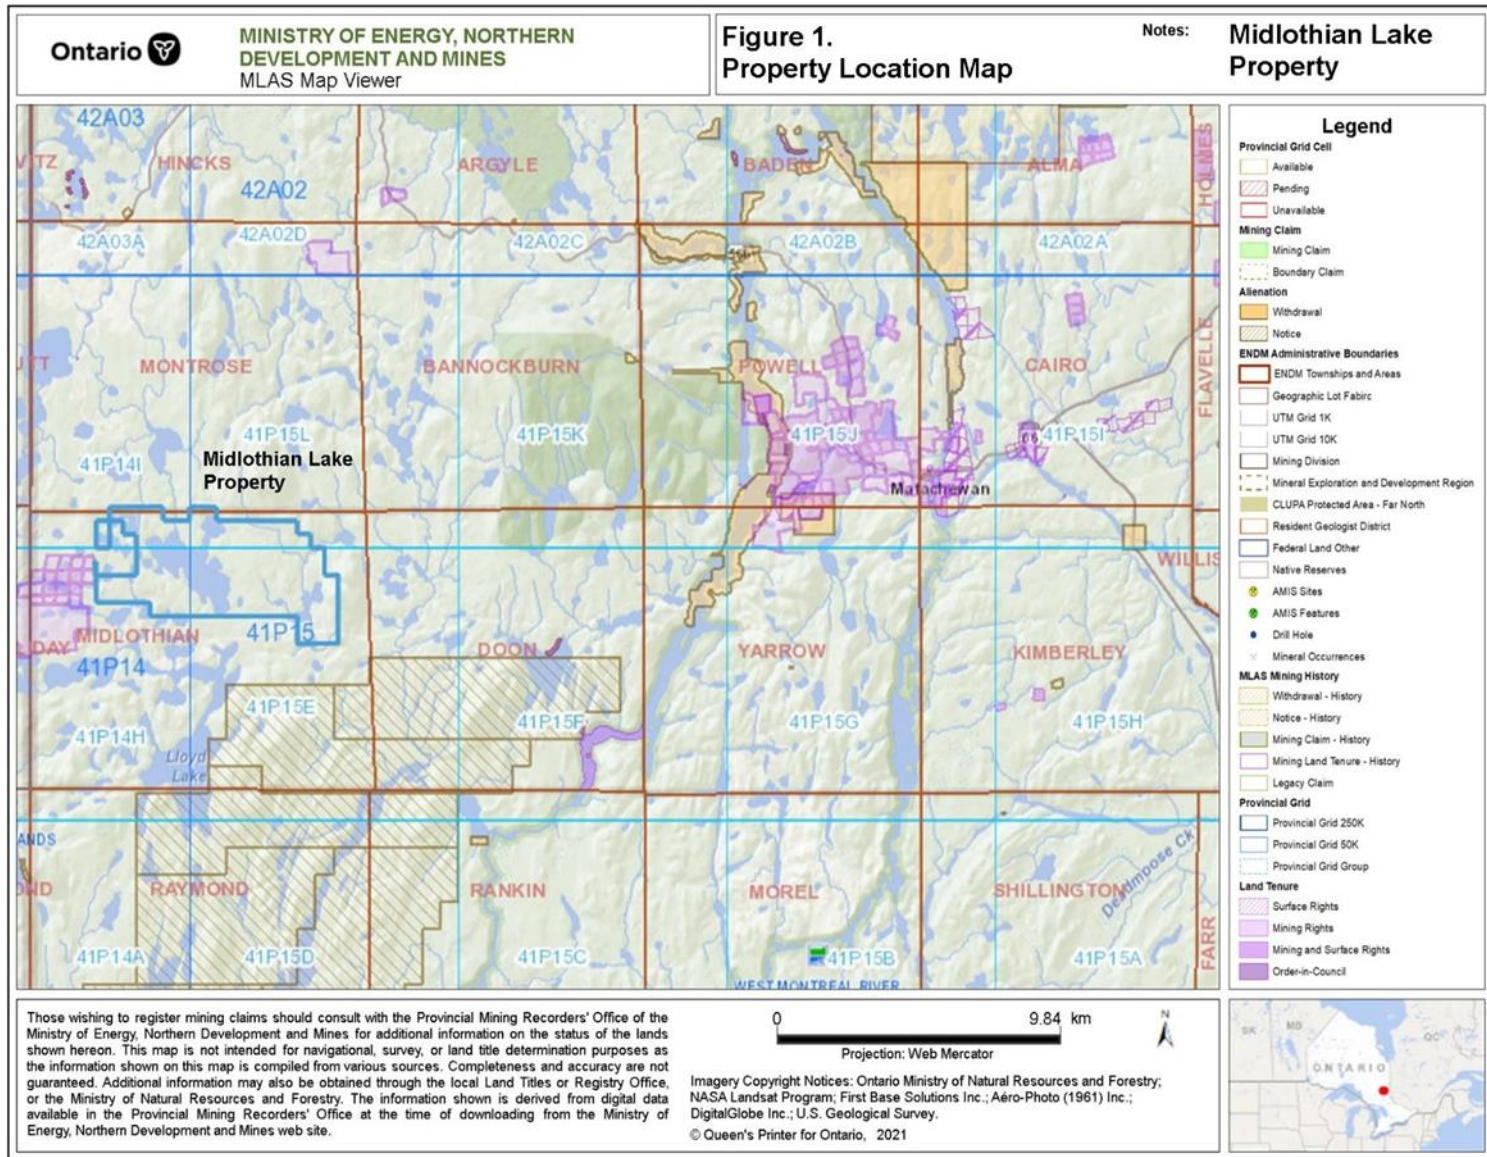 Ontario
MINISTRY OF ENERGY, NORTHERN
DEVELOPMENT AND MINES
MLAS Map Viewer
Figure 1.
Property Location Map
Notes:
Midlothian Lake
Property
42A03
HINCKS
ARGYLE
BADEN
ALMA
HOLMES
42A02
42A03A
42A02D
42A02C
42A02B
42A02A
MONTROSE
BANNOCKBURN
POWELL
CAIRO
FLAVELLE
41P14I
41P15L
41P15K
41P15J
66
41P15I
Midlothian Lake
Property
Matachewan
WILLIS
MIDLOTHIAN
41P15
DOON
YARROW
KIMBERLEY
41P14
41P14H
41P15E
41P15F
41P15G
41P15H
Lloyd
Lake
ANDS
RAYMOND
RANKIN
MOREL
SHILLINGTON
Deadmoose Ck
FARR
41P14A
41P15D
41P15C
41P15B
41P15A
WEST MONTREAL RIVER
Legend
Provincial Grid Cell
Available
Pending
Unavailable
Mining Claim
Mining Claim
Boundary Claim
Alienation
Withdrawal
Notice
ENDM Administrative Boundaries
ENDM Townships and Areas
Geographic Lot Fabirc
UTM Grid 1K
UTM Grid 10K
Mining Division
Mineral Exploration and Development Region
CLUPA Protected Area - Far North
Resident Geologist District
Federal Land Other
Native Reserves
AMIS Sites
AMIS Features
Drill Hole
Mineral Occurrences
MLAS Mining History
Withdrawal - History
Notice - History
Mining Claim - History
Mining Land Tenure - History
Legacy Claim
Provincial Grid
Provincial Grid 250K
Provincial Grid 50K
Provincial Grid Group
Land Tenure
Surface Rights
Mining Rights
Mining and Surface Rights
Order-in-Council
Those wishing to register mining claims should consult with the Provincial Mining Recorders' Office of the
Ministry of Energy, Northern Development and Mines for additional information on the status of the lands
shown hereon. This map is not intended for navigational, survey, or land title determination purposes as
the information shown on this map is compiled from various sources. Completeness and accuracy are not
guaranteed. Additional information may also be obtained through the local Land Titles or Registry Office,
or the Ministry of Natural Resources and Forestry. The information shown is derived from digital data
available in the Provincial Mining Recorders' Office at the time of downloading from the Ministry of
Energy, Northern Development and Mines web site.
0 9.84 km
Projection: Web Mercator
N
Imagery Copyright Notices: Ontario Ministry of Natural Resources and Forestry;
NASA Landsat Program; First Base Solutions Inc.; Aéro-Photo (1961) Inc.;
DigitalGlobe Inc.; U.S. Geological Survey.
© Queen's Printer for Ontario, 2021
SK
MB
ONTARIO
QC